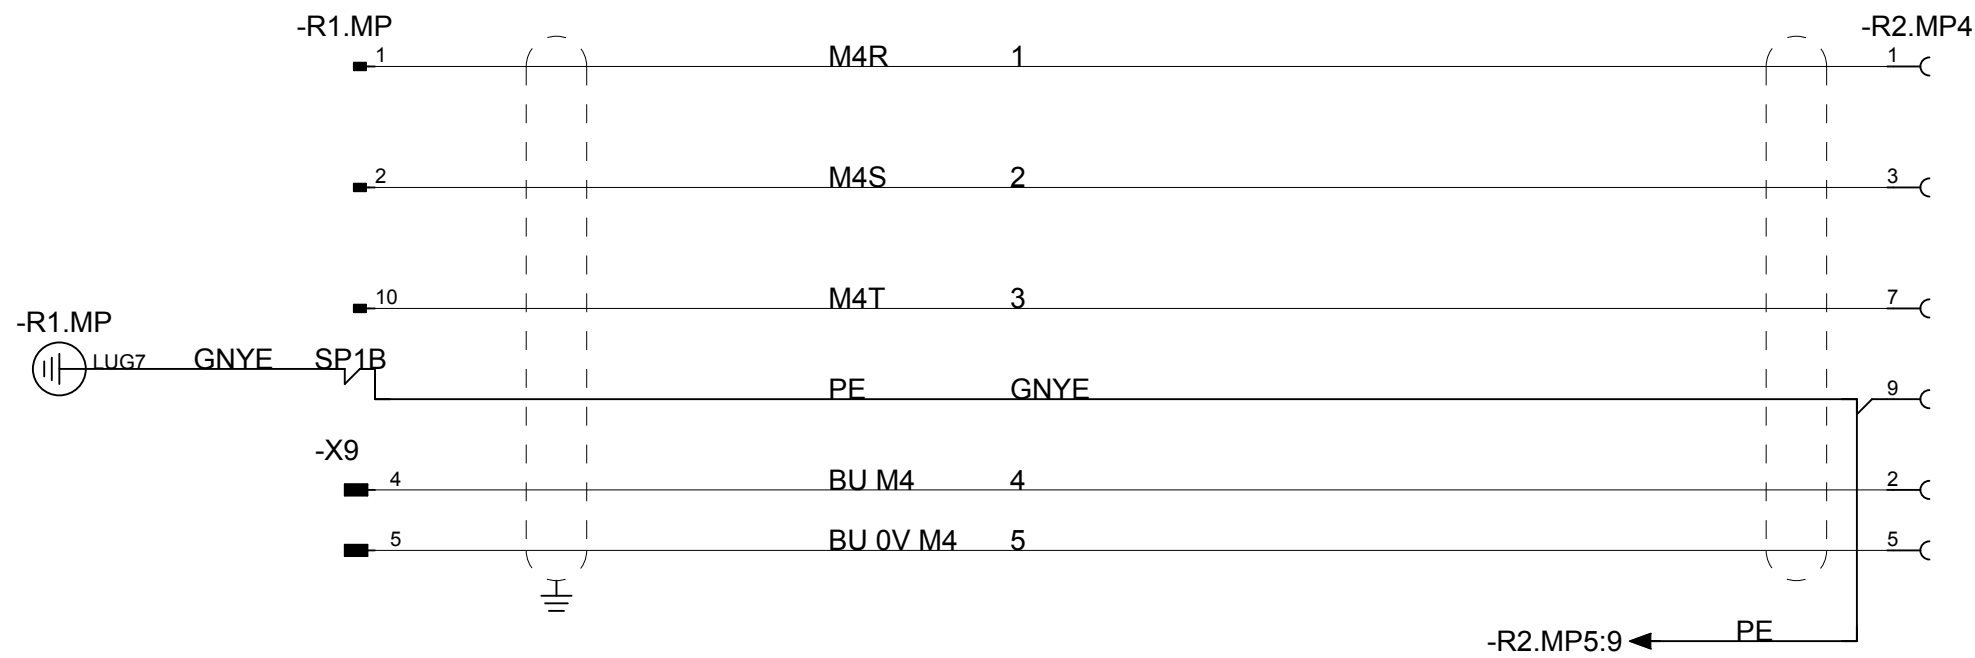 -R1.MP -R2.MP4
1 M4R 1 1
2 M4S 2 3
10 M4T 3 7
-R1.MP
LUG7 GNYE SP1B
PE GNYE 9
-X9
4 BU M4 4 2
5 BU 0V M4 5 5
-R2.MP5:9 PE